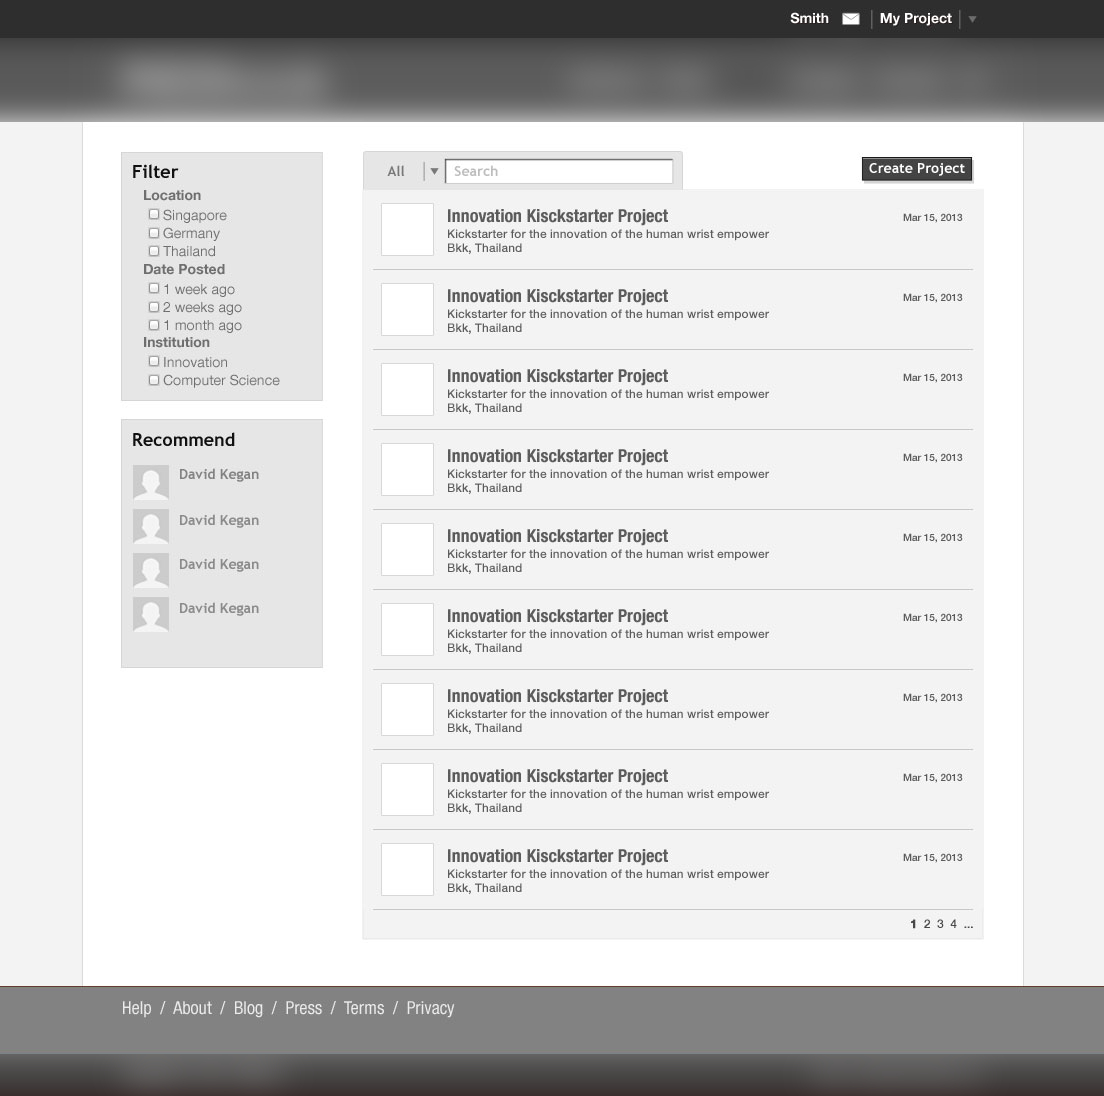 Smith My Project
Filter
Location
Singapore
Germany
Thailand
Date Posted
1 week ago
2 weeks ago
1 month ago
Institution
Innovation
Computer Science
Recommend
David Kegan
David Kegan
David Kegan
David Kegan
All Search
Create Project
Innovation Kisckstarter Project Mar 15, 2013
Kickstarter for the innovation of the human wrist empower
Bkk, Thailand
Innovation Kisckstarter Project Mar 15, 2013
Kickstarter for the innovation of the human wrist empower
Bkk, Thailand
Innovation Kisckstarter Project Mar 15, 2013
Kickstarter for the innovation of the human wrist empower
Bkk, Thailand
Innovation Kisckstarter Project Mar 15, 2013
Kickstarter for the innovation of the human wrist empower
Bkk, Thailand
Innovation Kisckstarter Project Mar 15, 2013
Kickstarter for the innovation of the human wrist empower
Bkk, Thailand
Innovation Kisckstarter Project Mar 15, 2013
Kickstarter for the innovation of the human wrist empower
Bkk, Thailand
Innovation Kisckstarter Project Mar 15, 2013
Kickstarter for the innovation of the human wrist empower
Bkk, Thailand
Innovation Kisckstarter Project Mar 15, 2013
Kickstarter for the innovation of the human wrist empower
Bkk, Thailand
Innovation Kisckstarter Project Mar 15, 2013
Kickstarter for the innovation of the human wrist empower
Bkk, Thailand
1 2 3 4 ...
Help / About / Blog / Press / Terms / Privacy